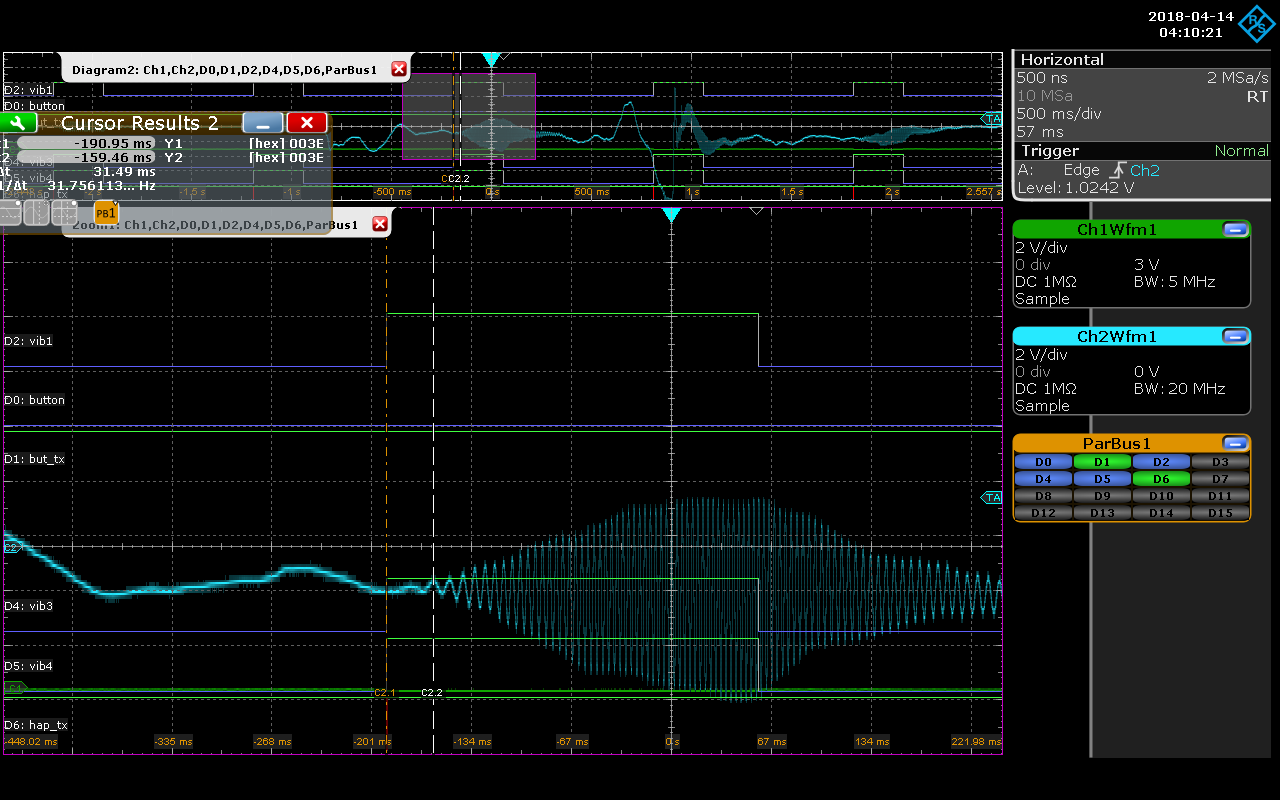 2018-04-14
04:10:21
Diagram2: Ch1,Ch2,D0,D1,D2,D4,D5,D6,ParBus1
D2: vib1
D0: button
TA
Cursor Results 2
-190.95 ms Y1 [hex] 003E
-159.46 ms Y2 [hex] 003E
Δt 31.49 ms
1/Δt 31.756113... Hz
PB1
C2.2
-1.5 s
-1 s
-500 ms
0 s
500 ms
1 s
1.5 s
2 s
2.557 s
Zoom1: Ch1,Ch2,D0,D1,D2,D4,D5,D6,ParBus1
D2: vib1
D0: button
D1: but_tx
TA
C2
D4: vib3
D5: vib4
C1
C2.1
C2.2
D6: hap_tx
-448.02 ms
-335 ms
-268 ms
-201 ms
-134 ms
-67 ms
0 s
67 ms
134 ms
221.98 ms
Horizontal
500 ns 2 MSa/s
10 MSa RT
500 ms/div
57 ms
Trigger Normal
A: Edge Ch2
Level: 1.0242 V
Ch1Wfm1
2 V/div
0 div 3 V
DC 1MΩ BW: 5 MHz
Sample
Ch2Wfm1
2 V/div
0 div 0 V
DC 1MΩ BW: 20 MHz
Sample
ParBus1
D0 D1 D2 D3
D4 D5 D6 D7
D8 D9 D10 D11
D12 D13 D14 D15